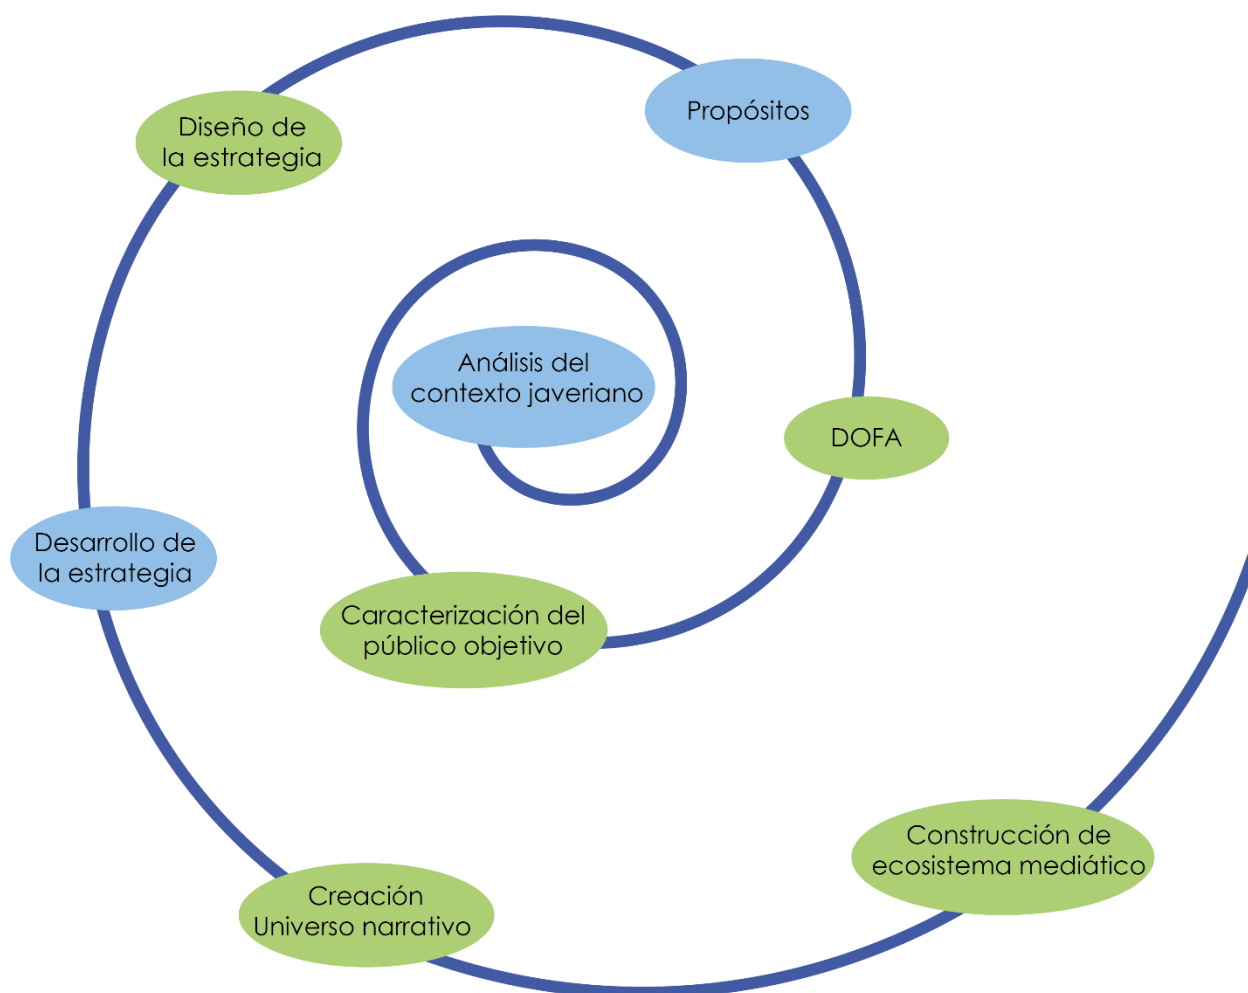 Propósitos
Diseño de
la estrategia
Análisis del
contexto javeriano
DOFA
Desarrollo de
la estrategia
Caracterización del
público objetivo
Construcción de
ecosistema mediático
Creación
Universo narrativo